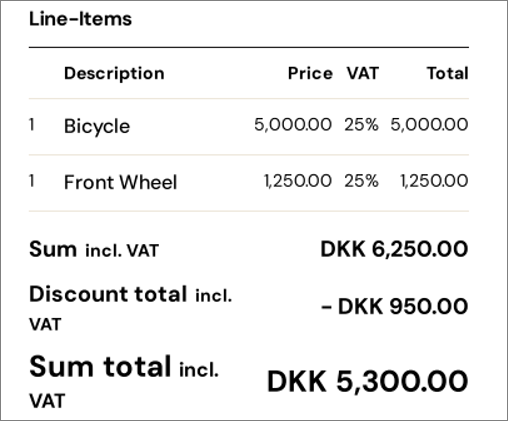 Line-Items
Description Price VAT Total
1 Bicycle 5,000.00 25% 5,000.00
1 Front Wheel 1,250.00 25% 1,250.00
Sum incl. VAT DKK 6,250.00
Discount total incl.
VAT
– DKK 950.00
Sum total incl.
VAT
DKK 5,300.00